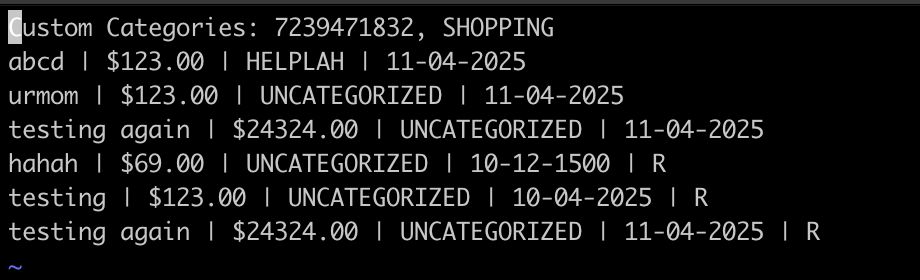 Custom Categories: 7239471832, SHOPPING
abcd | $123.00 | HELPLAH | 11-04-2025
urmom | $123.00 | UNCATEGORIZED | 11-04-2025
testing again | $24324.00 | UNCATEGORIZED | 11-04-2025
hahah | $69.00 | UNCATEGORIZED | 10-12-1500 | R
testing | $123.00 | UNCATEGORIZED | 10-04-2025 | R
testing again | $24324.00 | UNCATEGORIZED | 11-04-2025 | R
~